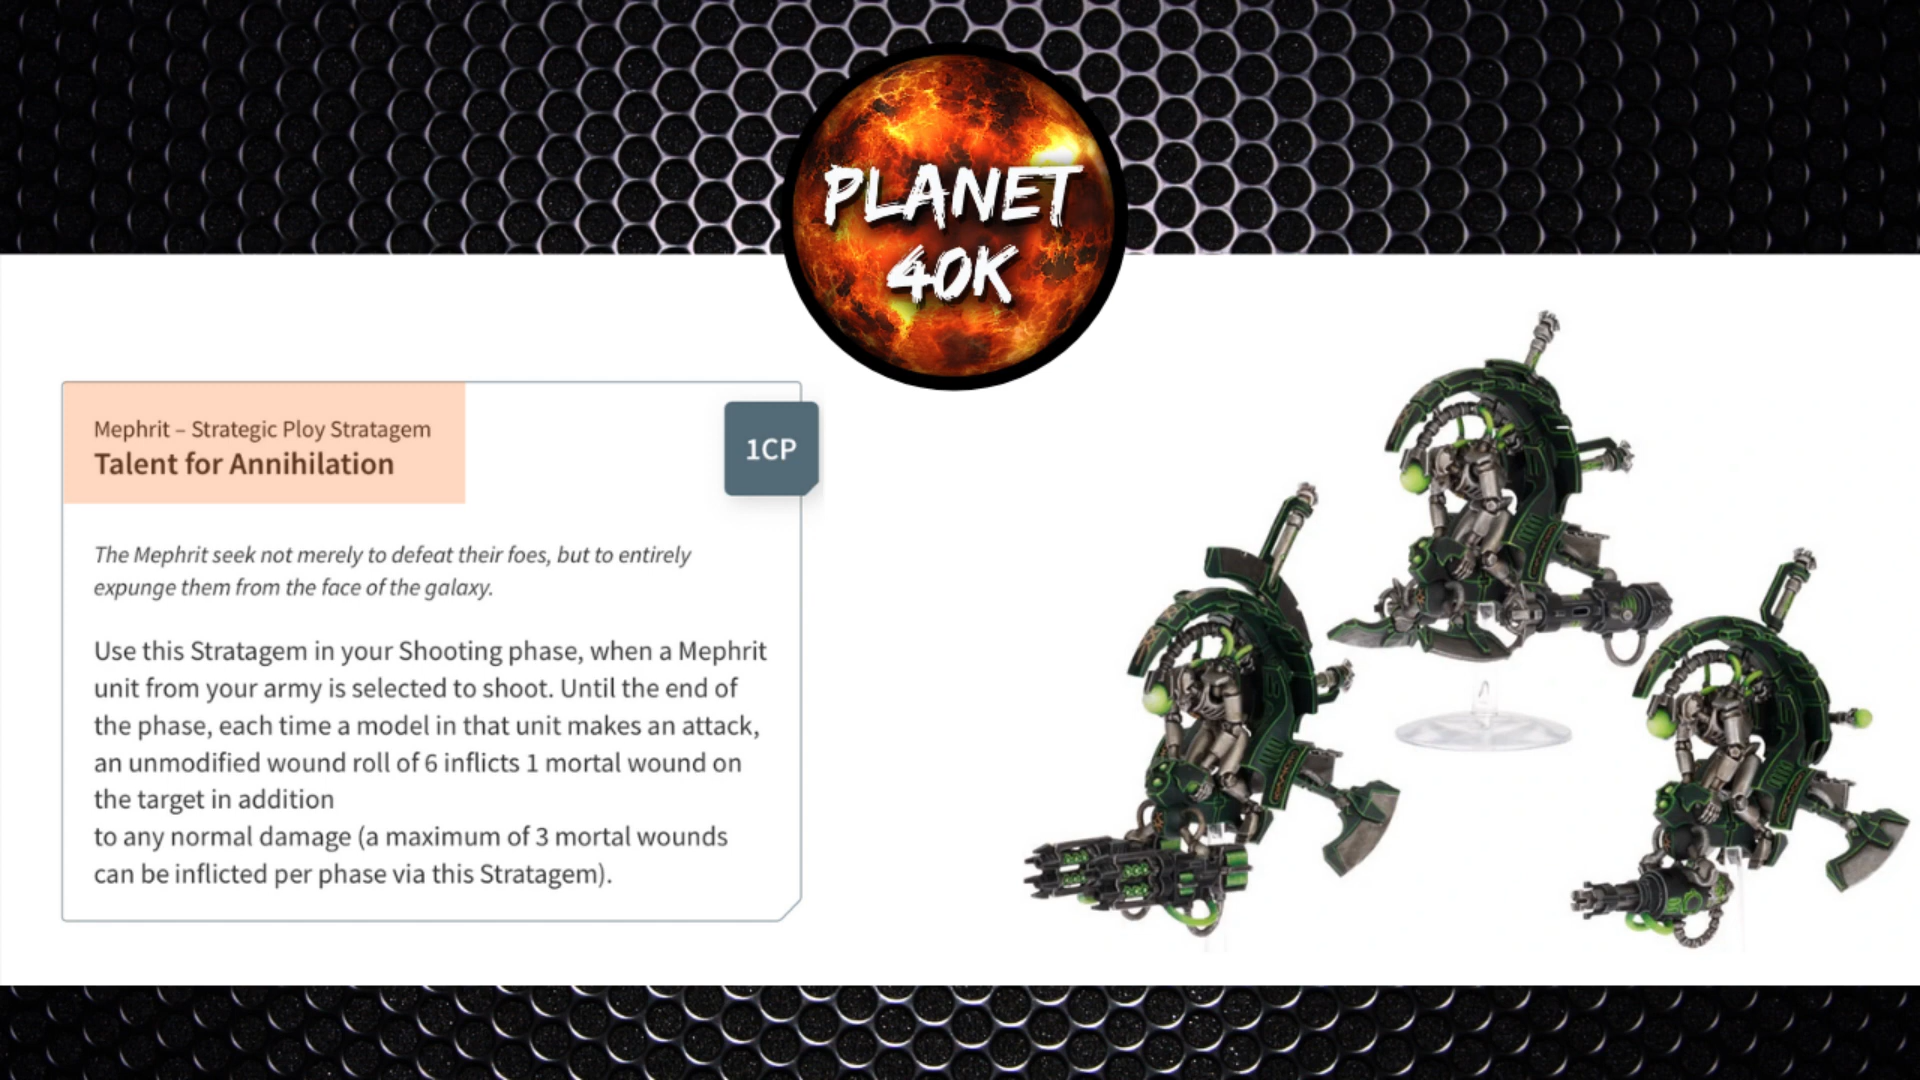 PLANET
40K
Mephrit – Strategic Ploy Stratagem
Talent for Annihilation
1CP
The Mephrit seek not merely to defeat their foes, but to entirely
expunge them from the face of the galaxy.
Use this Stratagem in your Shooting phase, when a Mephrit
unit from your army is selected to shoot. Until the end of
the phase, each time a model in that unit makes an attack,
an unmodified wound roll of 6 inflicts 1 mortal wound on
the target in addition
to any normal damage (a maximum of 3 mortal wounds
can be inflicted per phase via this Stratagem).